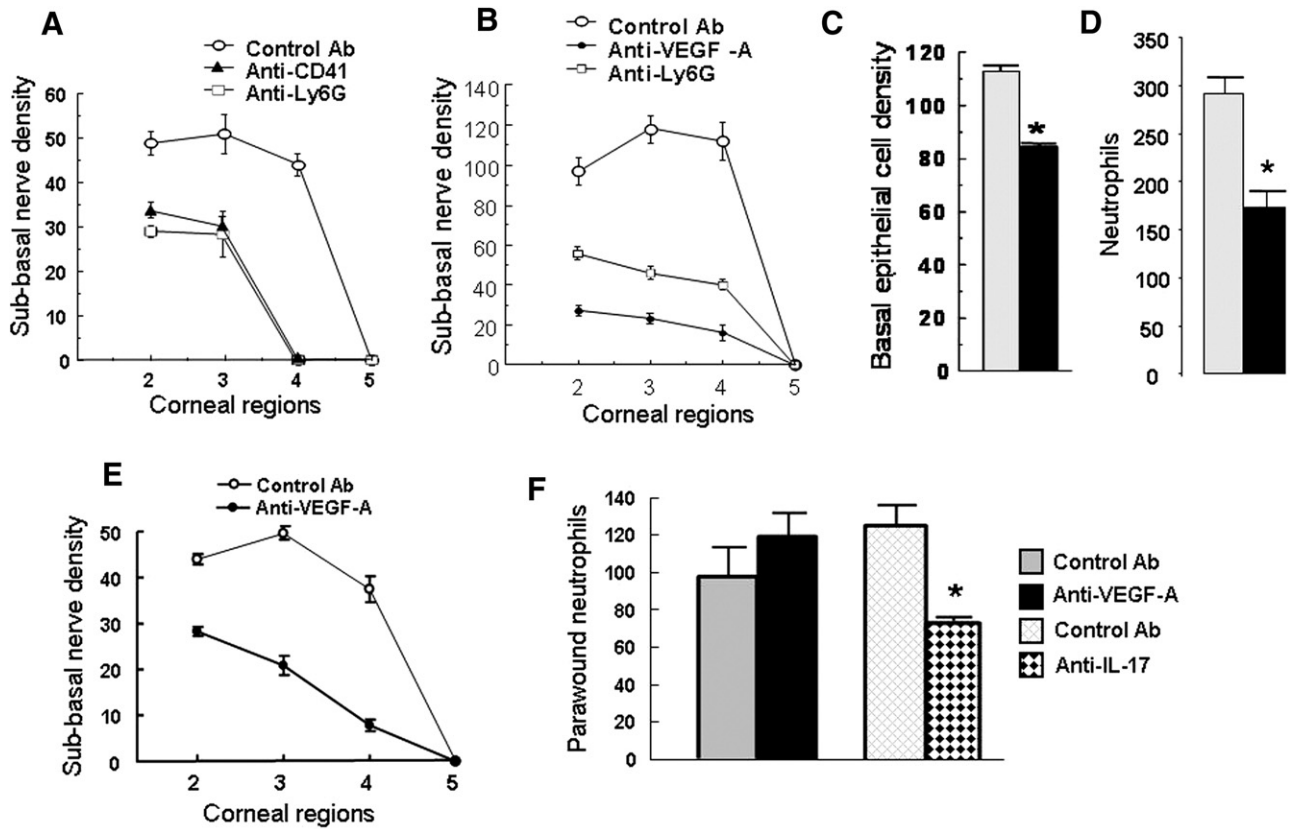 A
Control Ab
Anti-CD41
Anti-Ly6G
Sub-basal nerve density
60
50
40
30
20
10
0
2 3 4 5
Corneal regions
B
Control Ab
Anti-VEGF -A
Anti-Ly6G
Sub-basal nerve density
140
120
100
80
60
40
20
0
2 3 4 5
Corneal regions
C
Basal epithelial cell density
120
100
80
60
40
20
0
*
D
Neutrophils
350
300
250
200
150
100
50
0
*
E
Control Ab
Anti-VEGF-A
Sub-basal nerve density
50
40
30
20
10
0
2 3 4 5
Corneal regions
F
Parawound neutrophils
140
120
100
80
60
40
20
0
*
Control Ab
Anti-VEGF-A
Control Ab
Anti-IL-17